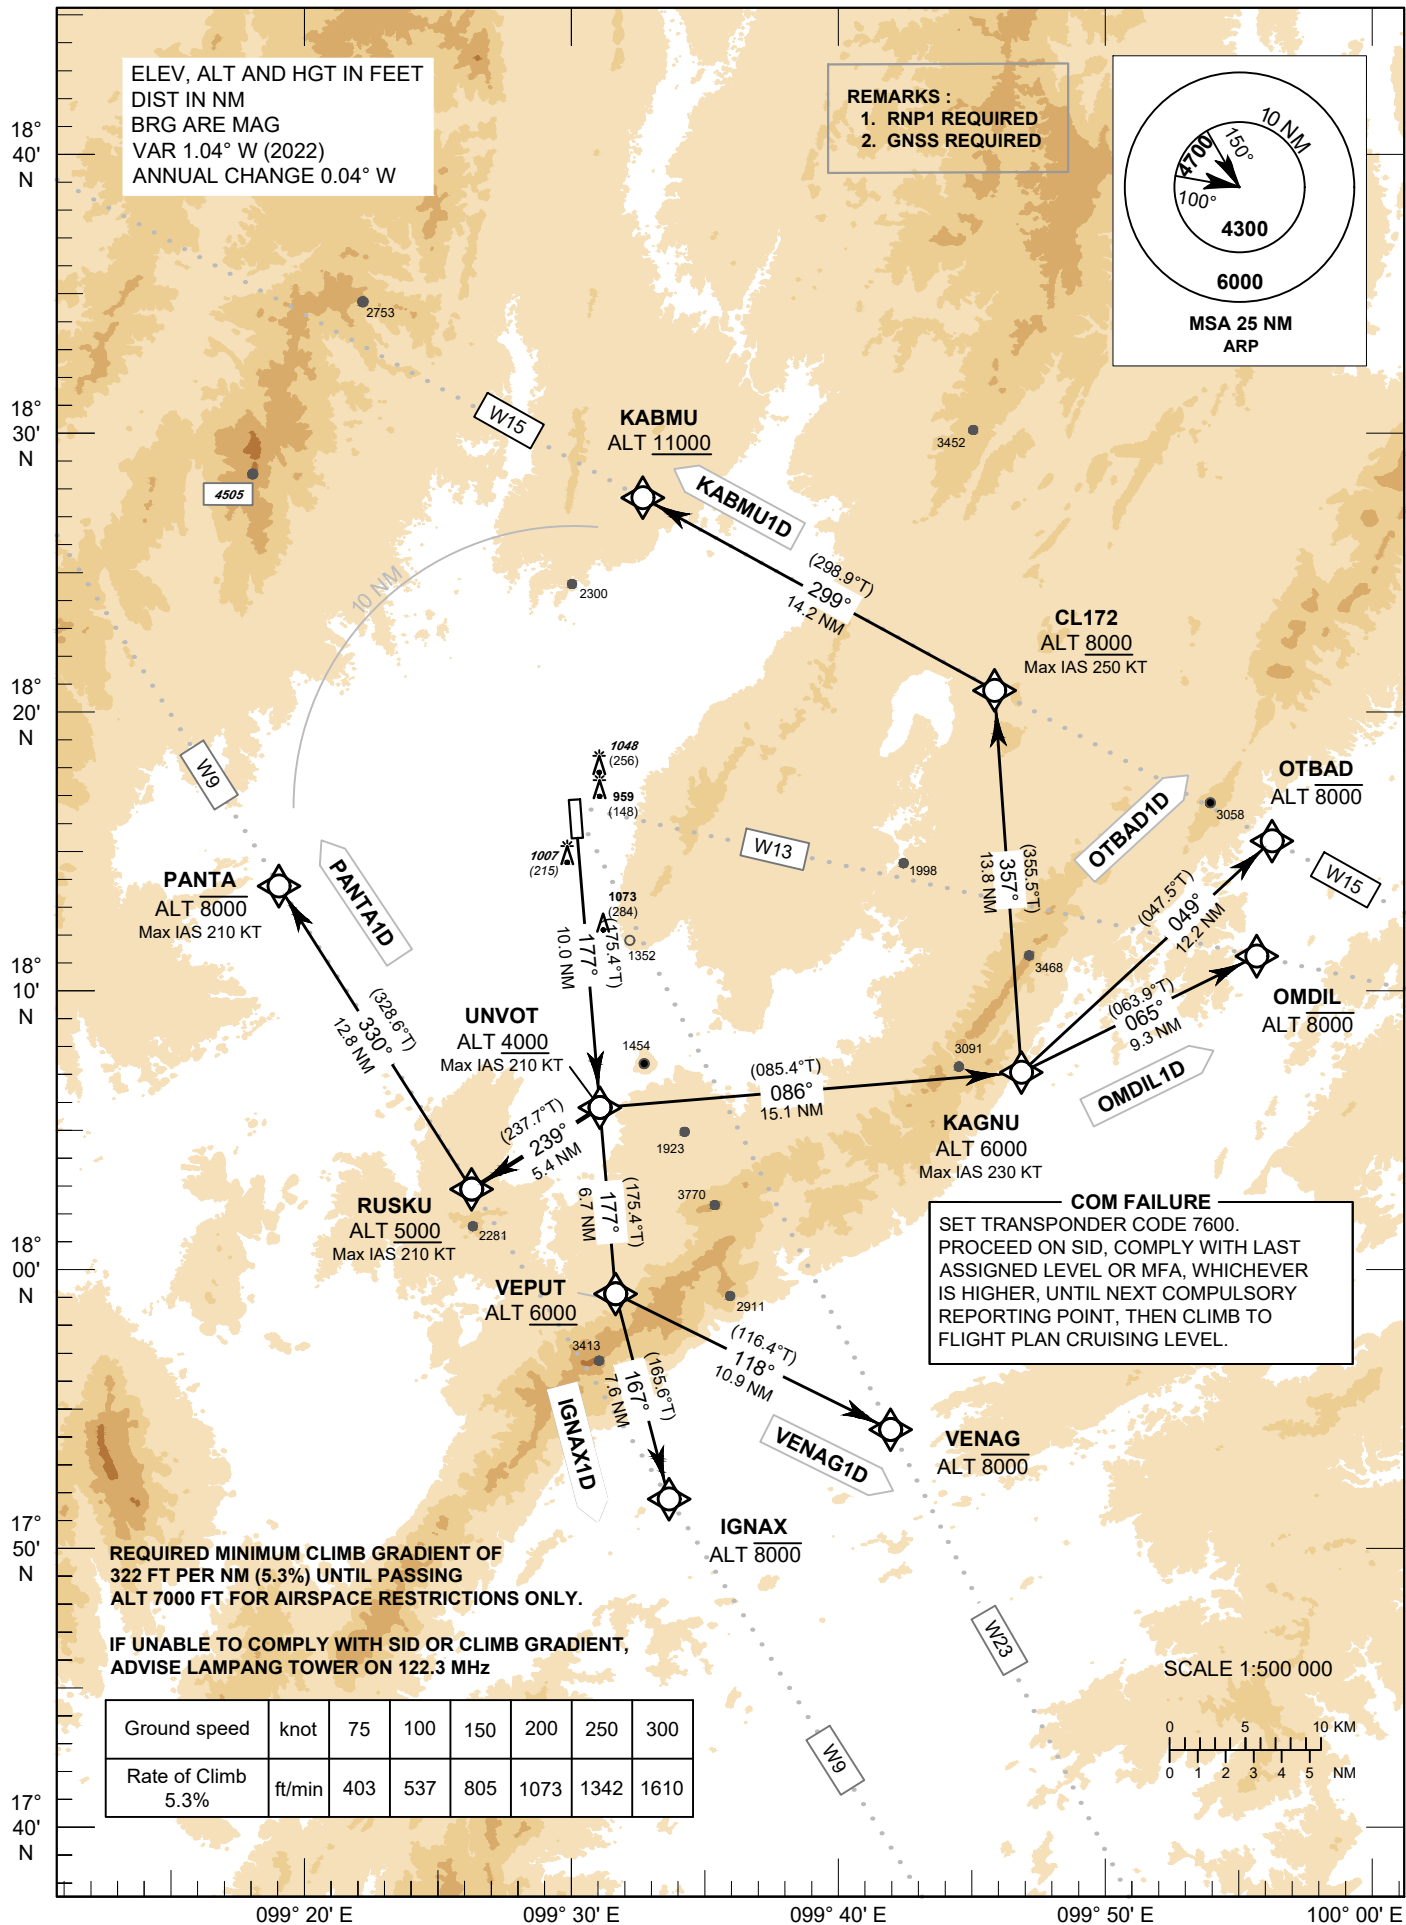 ELEV, ALT AND HGT IN FEET
DIST IN NM
BRG ARE MAG
VAR 1.04° W (2022)
ANNUAL CHANGE 0.04° W
REMARKS :
1. RNP1 REQUIRED
2. GNSS REQUIRED
10 NM
150°
4700
100°
4300
6000
MSA 25 NM
ARP
18°
40'
N
2753
W15
KABMU
ALT 11000
3452
18°
30'
N
4505
KABMU1D
10 NM
2300
(298.9°T)
299°
14.2 NM
CL172
ALT 8000
Max IAS 250 KT
18°
20'
N
W9
1048
(256)
959
(148)
1007
(215)
W13
1998
OTBAD1D
3058
OTBAD
ALT 8000
W15
PANTA
ALT 8000
Max IAS 210 KT
PANTA1D
1073
(284)
1352
(175.4°T)
177°
10.0 NM
(355.5°T)
357°
13.8 NM
3468
(047.5°T)
049°
12.2 NM
18°
10'
N
OMDIL
ALT 8000
(063.9°T)
065°
9.3 NM
OMDIL1D
(328.6°T)
330°
12.8 NM
UNVOT
ALT 4000
Max IAS 210 KT
1454
3091
(085.4°T)
086°
15.1 NM
KAGNU
ALT 6000
Max IAS 230 KT
(237.7°T)
239°
5.4 NM
1923
RUSKU
ALT 5000
Max IAS 210 KT
2281
3770
(175.4°T)
177°
6.7 NM
18°
00'
N
VEPUT
ALT 6000
2911
COM FAILURE
SET TRANSPONDER CODE 7600.
PROCEED ON SID, COMPLY WITH LAST
ASSIGNED LEVEL OR MFA, WHICHEVER
IS HIGHER, UNTIL NEXT COMPULSORY
REPORTING POINT, THEN CLIMB TO
FLIGHT PLAN CRUISING LEVEL.
3413
(165.6°T)
167°
7.6 NM
(116.4°T)
118°
10.9 NM
IGNAX1D
VENAG1D
VENAG
ALT 8000
IGNAX
ALT 8000
17°
50'
N
REQUIRED MINIMUM CLIMB GRADIENT OF
322 FT PER NM (5.3%) UNTIL PASSING
ALT 7000 FT FOR AIRSPACE RESTRICTIONS ONLY.
IF UNABLE TO COMPLY WITH SID OR CLIMB GRADIENT,
ADVISE LAMPANG TOWER ON 122.3 MHz
W23
W9
SCALE 1:500 000
0 5 10 KM
0 1 2 3 4 5 NM
Ground speed knot 75 100 150 200 250 300
Rate of Climb
5.3% ft/min 403 537 805 1073 1342 1610
17°
40'
N
099° 20' E 099° 30' E 099° 40' E 099° 50' E 100° 00' E